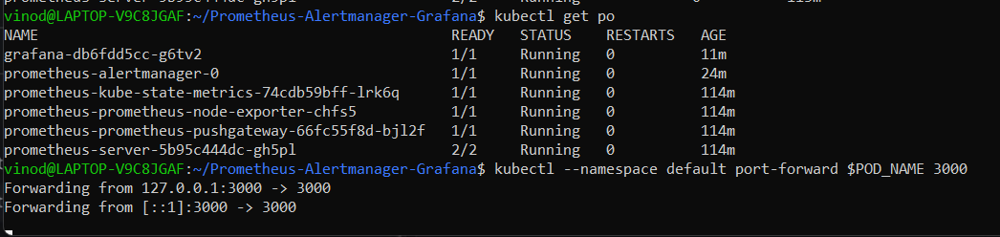 vinod@LAPTOP-V9C8JGAF:~/Prometheus-Alertmanager-Grafana$ kubectl get po
NAME READY STATUS RESTARTS AGE
grafana-db6fdd5cc-g6tv2 1/1 Running 0 11m
prometheus-alertmanager-0 1/1 Running 0 24m
prometheus-kube-state-metrics-74cdb59bff-lrk6q 1/1 Running 0 114m
prometheus-prometheus-node-exporter-chfs5 1/1 Running 0 114m
prometheus-prometheus-pushgateway-66fc55f8d-bjl2f 1/1 Running 0 114m
prometheus-server-5b95c444dc-gh5pl 2/2 Running 0 114m
vinod@LAPTOP-V9C8JGAF:~/Prometheus-Alertmanager-Grafana$ kubectl --namespace default port-forward $POD_NAME 3000
Forwarding from 127.0.0.1:3000 -> 3000
Forwarding from [::1]:3000 -> 3000